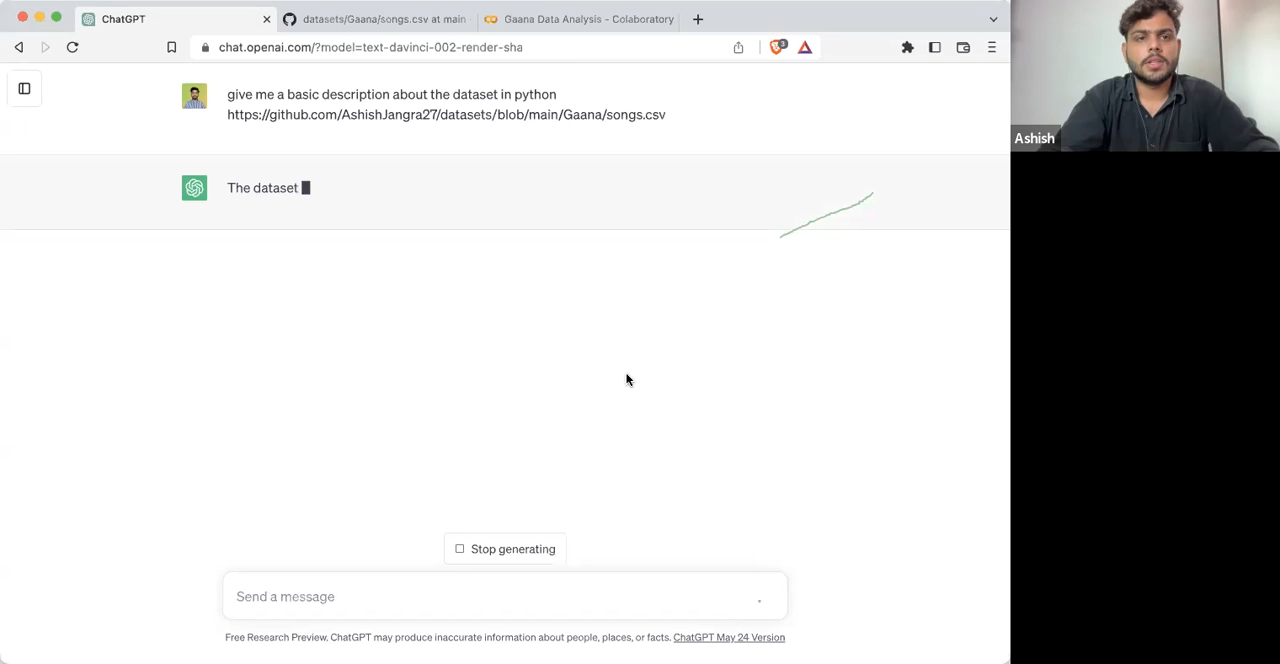 ChatGPT
datasets/Gaana/songs.csv at main
Gaana Data Analysis - Colaboratory
chat.openai.com/?model=text-davinci-002-render-sha
3
give me a basic description about the dataset in python
https://github.com/AshishJangra27/datasets/blob/main/Gaana/songs.csv
Ashish
The dataset
Stop generating
Send a message
Free Research Preview. ChatGPT may produce inaccurate information about people, places, or facts. ChatGPT May 24 Version